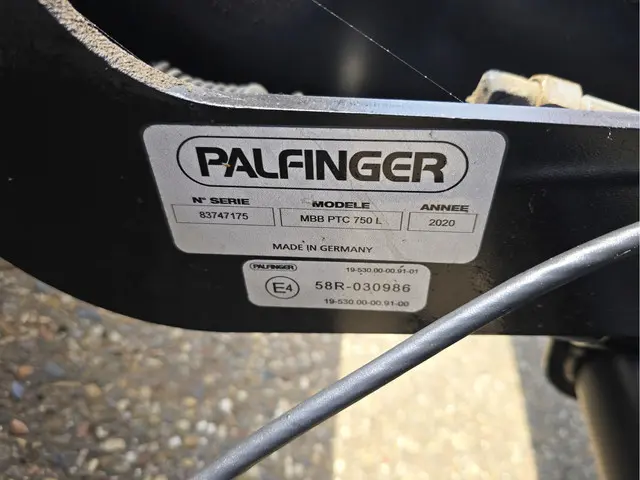 PALFINGER
N° SERIE MODELE ANNEE
83747175 MBB PTC 750 L 2020
MADE IN GERMANY
PALFINGER 19-530.00-00.91-01
E4 58R-030986
19-530.00-00.91-00